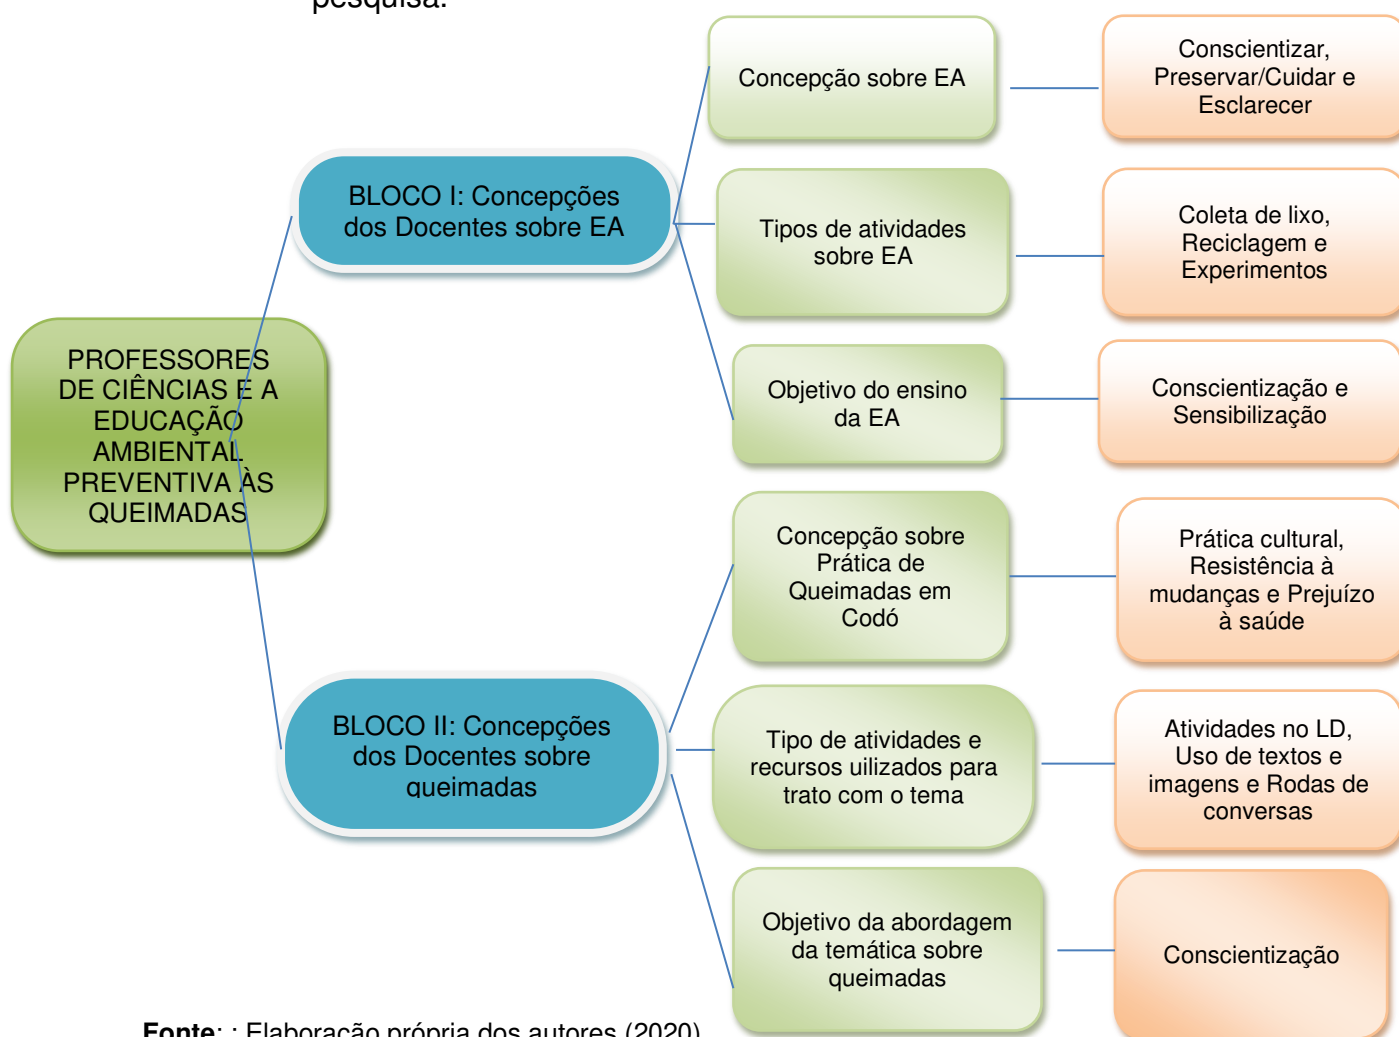 pesquisa.
PROFESSORES
DE CIÊNCIAS E A
EDUCAÇÃO
AMBIENTAL
PREVENTIVA ÀS
QUEIMADAS
BLOCO I: Concepções
dos Docentes sobre EA
Concepção sobre EA
Conscientizar,
Preservar/Cuidar e
Esclarecer
Tipos de atividades
sobre EA
Coleta de lixo,
Reciclagem e
Experimentos
Objetivo do ensino
da EA
Conscientização e
Sensibilização
BLOCO II: Concepções
dos Docentes sobre
queimadas
Concepção sobre
Prática de
Queimadas em
Codó
Prática cultural,
Resistência à
mudanças e Prejuízo
à saúde
Tipo de atividades e
recursos uilizados para
trato com o tema
Atividades no LD,
Uso de textos e
imagens e Rodas de
conversas
Objetivo da abordagem
da temática sobre
queimadas
Conscientização
Fonte: : Elaboração própria dos autores (2020)